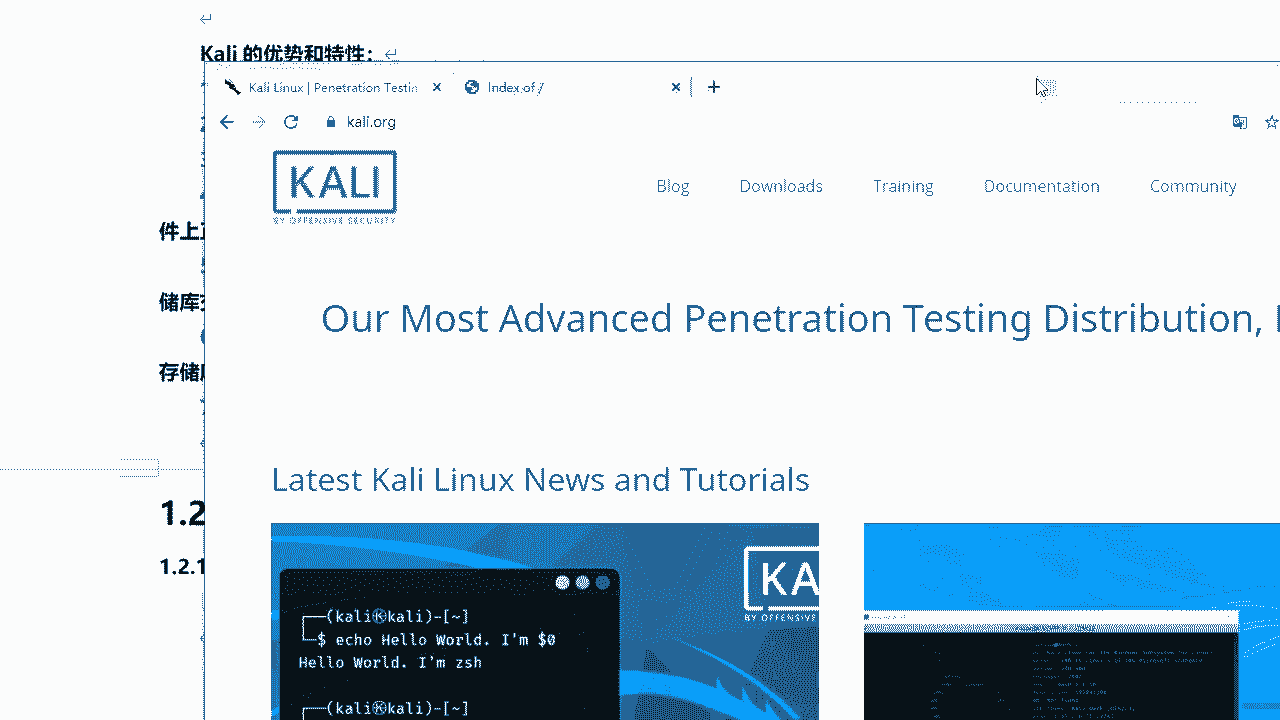 Kali 的优势和特性：
Kali Linux | Penetration Testin
Index of /
kali.org
KALI
BY OFFENSIVE SECURITY
Blog
Downloads
Training
Documentation
Community
件上
Our Most Advanced Penetration Testing Distribution,
储库
存储
Latest Kali Linux News and Tutorials
1.2
1.2.1
KA
BY OFFENSIVE
┌──(kali㉿kali)-[~]
└─$ echo Hello World. I'm $0
Hello World. I'm zsh
┌──(kali㉿kali)-[~]